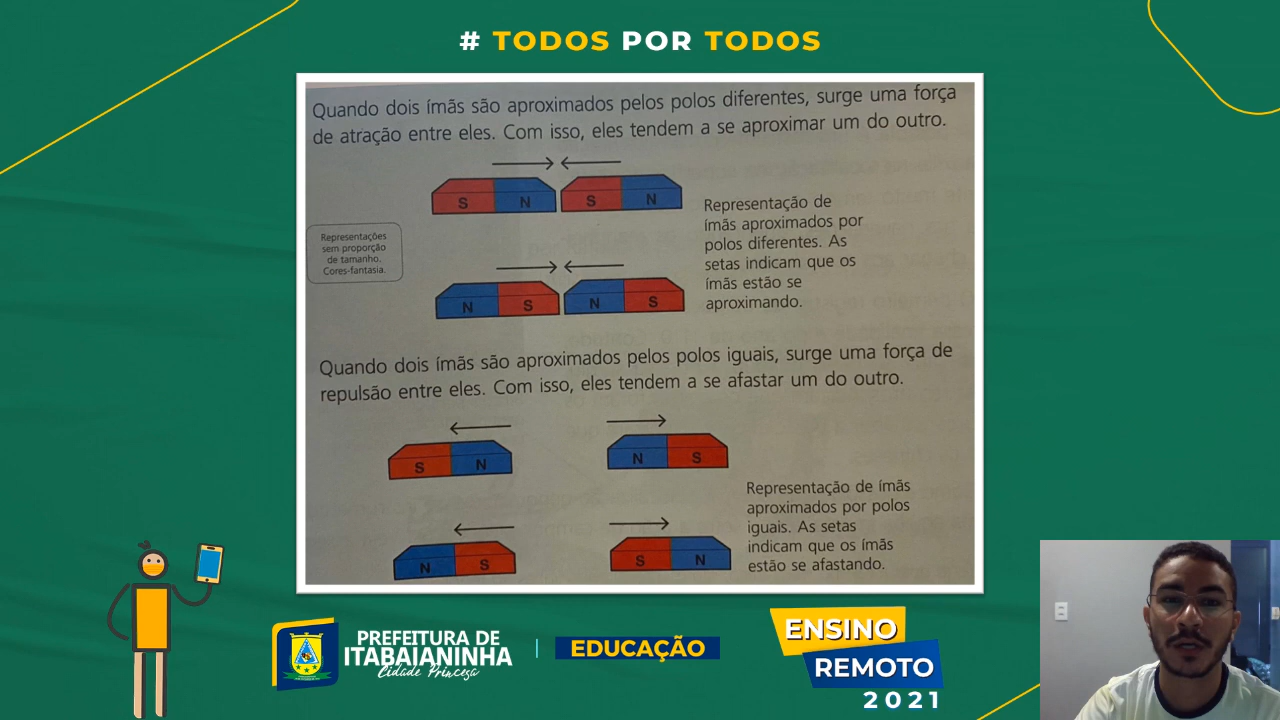 # TODOS POR TODOS
Quando dois ímãs são aproximados pelos polos diferentes, surge uma força
de atração entre eles. Com isso, eles tendem a se aproximar um do outro.
S N S N
Representação de
ímãs aproximados por
polos diferentes. As
setas indicam que os
ímãs estão se
aproximando.
Representações
sem proporção
de tamanho.
Cores-fantasia.
N S N S
Quando dois ímãs são aproximados pelos polos iguais, surge uma força de
repulsão entre eles. Com isso, eles tendem a se afastar um do outro.
S N N S
Representação de ímãs
aproximados por polos
iguais. As setas
indicam que os ímãs
estão se afastando.
N S S N
PREFEITURA DE
ITABAIANINHA
Cidade Princesa
EDUCAÇÃO
ENSINO
REMOTO
2021